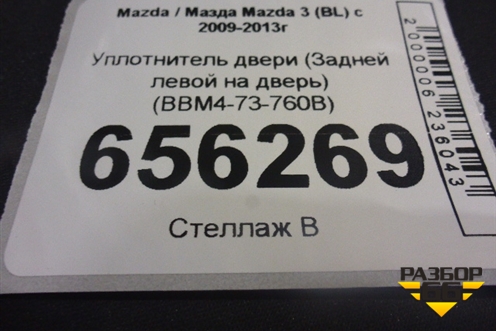 Mazda / Мазда Mazda 3 (BL) с
2009-2013г
Уплотнитель двери (Задней
левой на дверь)
(BBM4-73-760B)
656269
Стеллаж В
2000006236043
РАЗБОР
66